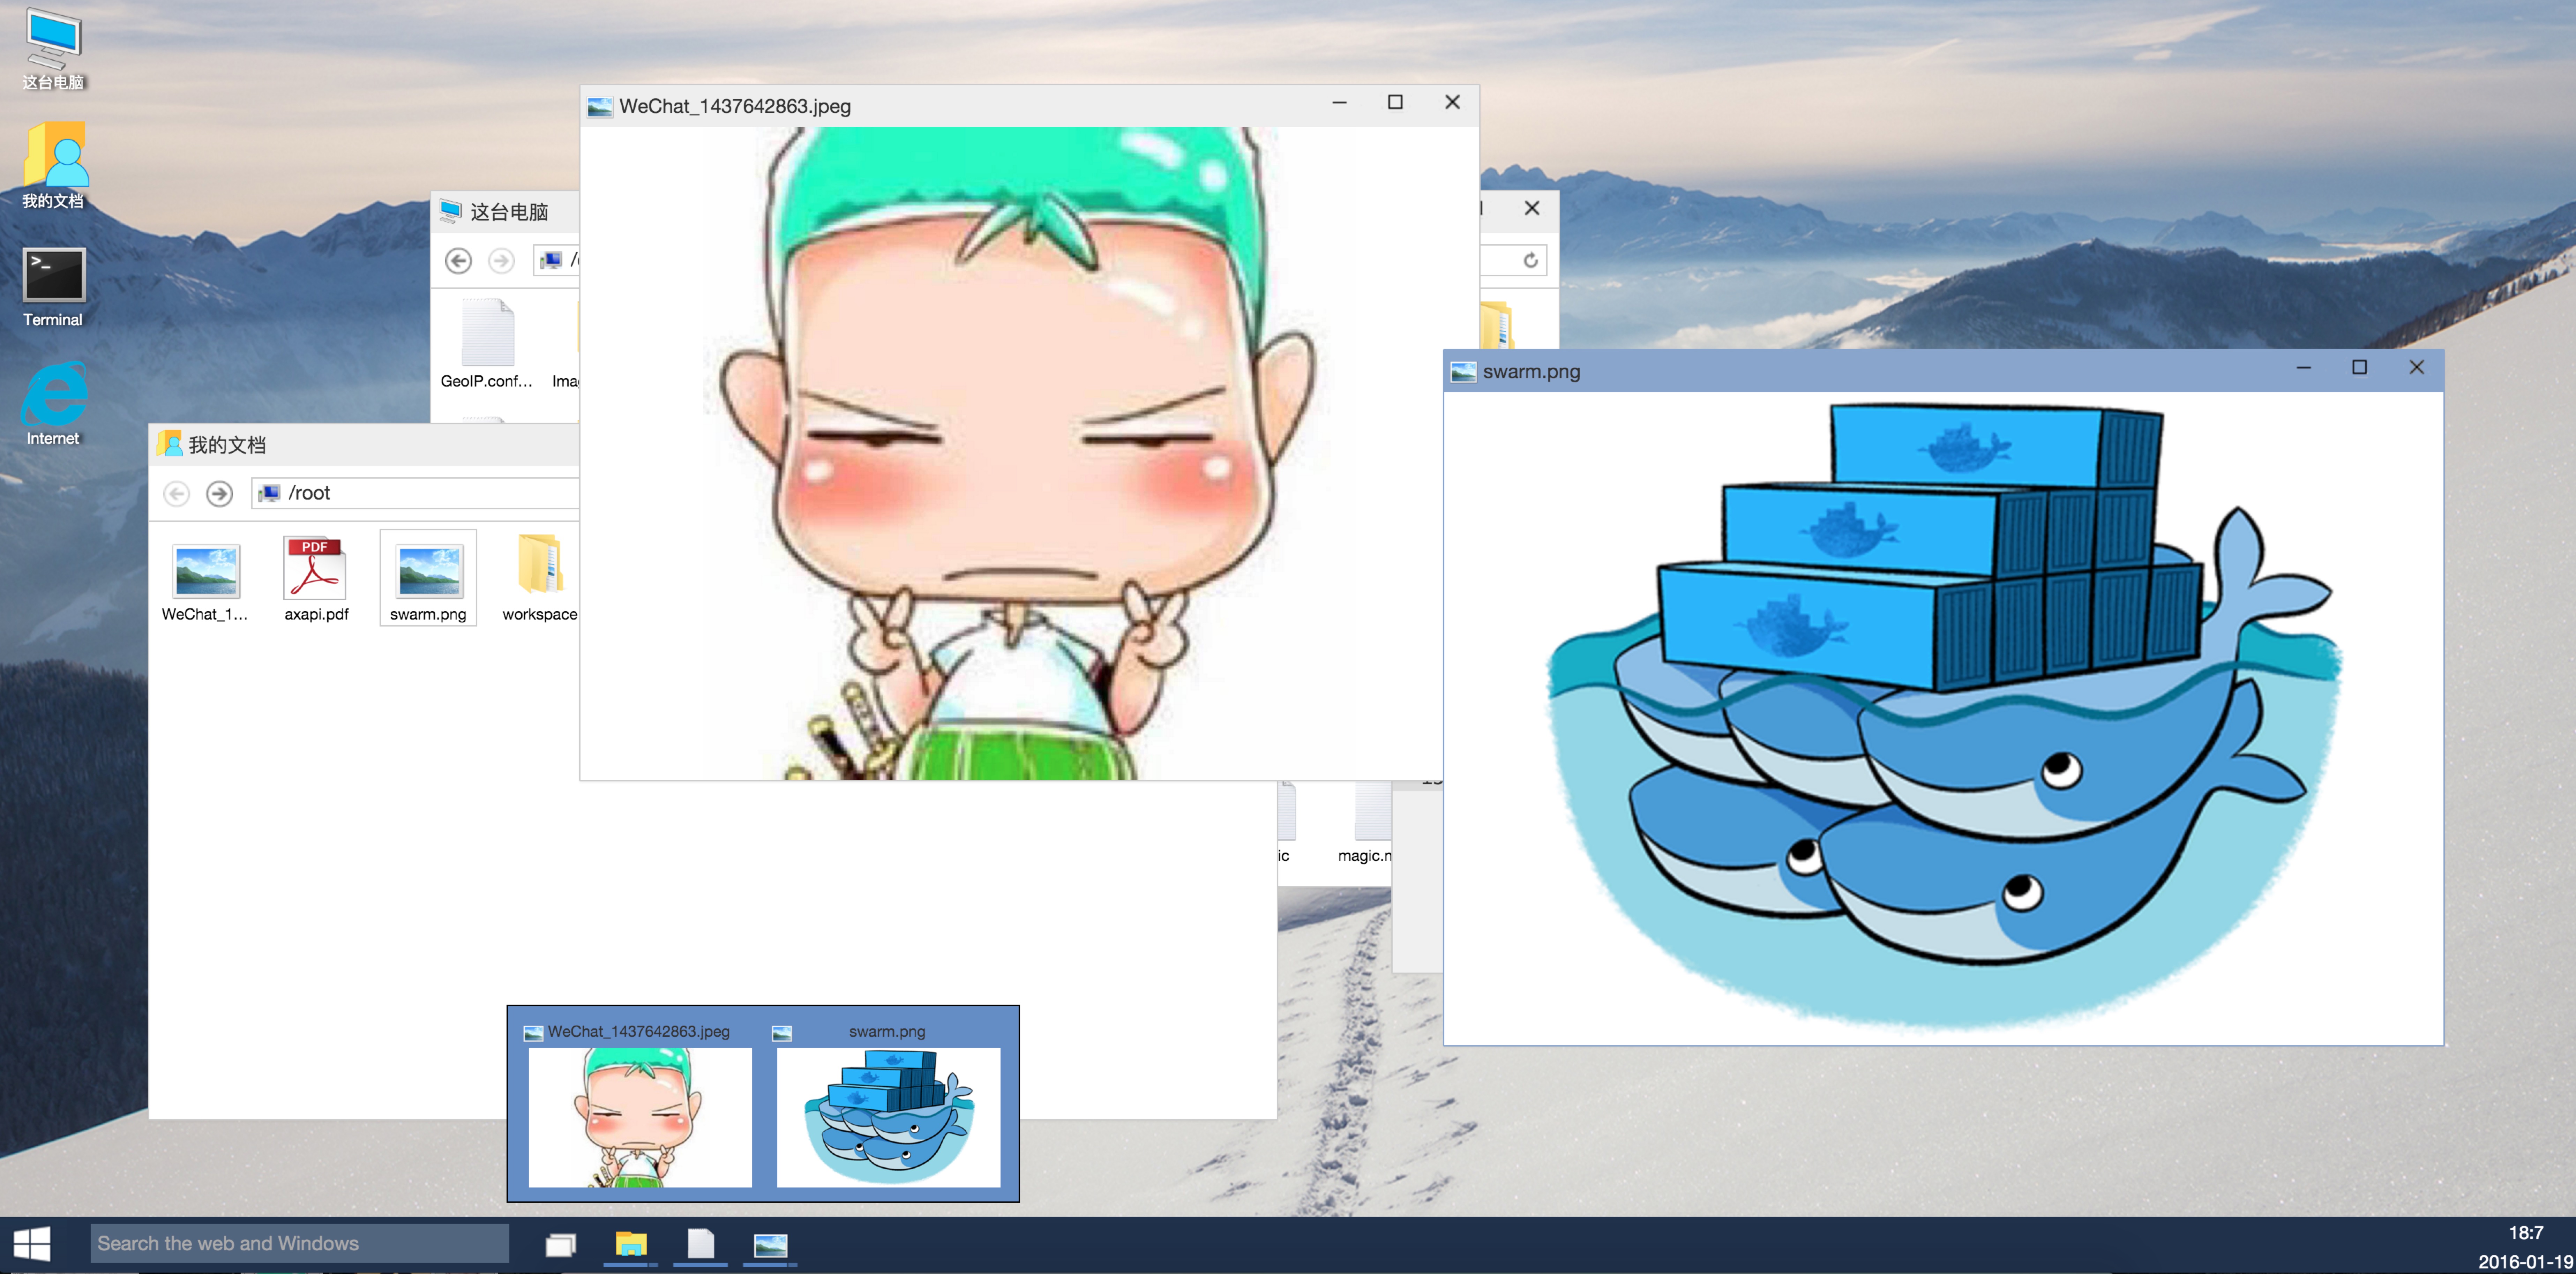 这台电脑
我的文档
Terminal
Internet
WeChat_1437642863.jpeg
这台电脑
GeoIP.conf...
swarm.png
我的文档
/root
WeChat_1...
PDF
axapi.pdf
swarm.png
workspace
WeChat_1437642863.jpeg
swarm.png
Search the web and Windows
18:7
2016-01-19